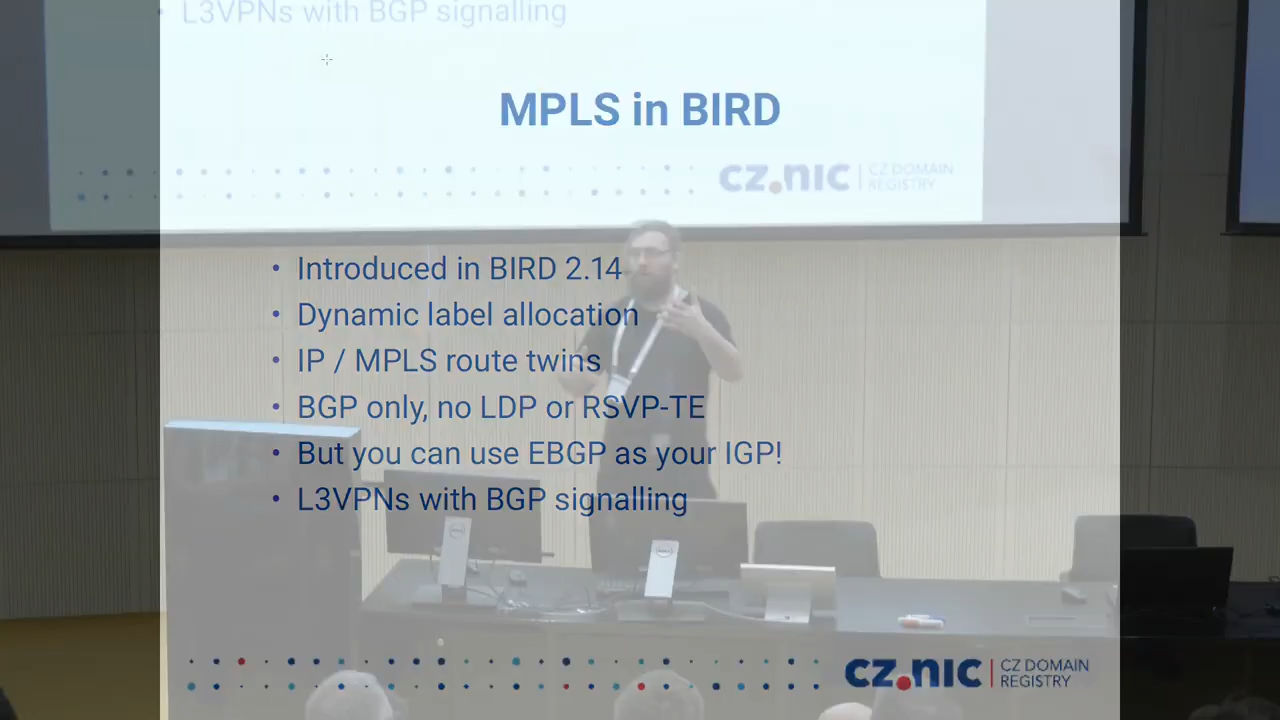 L3VPNs with BGP signalling
MPLS in BIRD
CZ.NIC | CZ DOMAIN
REGISTRY
• Introduced in BIRD 2.14
• Dynamic label allocation
• IP / MPLS route twins
• BGP only, no LDP or RSVP-TE
• But you can use EBGP as your IGP!
• L3VPNs with BGP signalling
CZ.NIC | CZ DOMAIN
REGISTRY